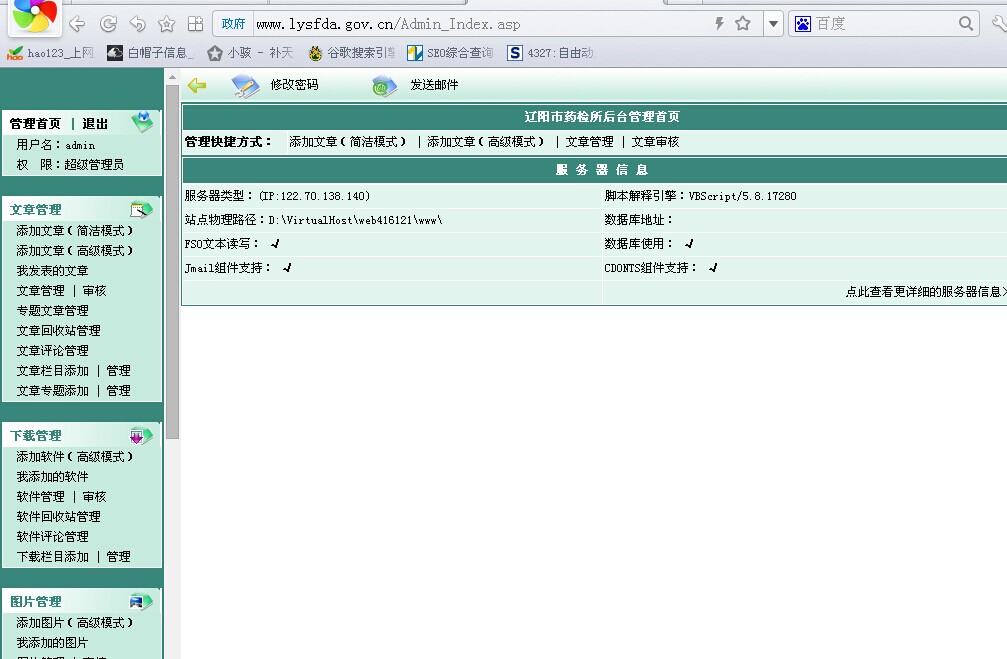 政府 www.lysfda.gov.cn/Admin_Index.asp 百度
hao123_上网 白帽子信息_ 小骇 - 补天 谷歌搜索引擎 SEO综合查询 4327:自由动
修改密码 发送邮件
管理首页 | 退出
用户名：admin
权 限：超级管理员
文章管理
添加文章（简洁模式）
添加文章（高级模式）
我发表的文章
文章管理 | 审核
专题文章管理
文章回收站管理
文章评论管理
文章栏目添加 | 管理
文章专题添加 | 管理
下载管理
添加软件（高级模式）
我添加的软件
软件管理 | 审核
软件回收站管理
软件评论管理
下载栏目添加 | 管理
图片管理
添加图片（高级模式）
我添加的图片
辽阳市药检所后台管理首页
管理快捷方式： 添加文章（简洁模式） | 添加文章（高级模式） | 文章管理 | 文章审核
服 务 器 信 息
服务器类型：(IP:122.70.138.140) 脚本解释引擎：VBScript/5.8.17280
站点物理路径：D:\VirtualHost\web416121\www\ 数据库地址：
FSO文本读写： √ 数据库使用： √
Jmail组件支持： √ CDONTS组件支持： √
点此查看更详细的服务器信息>